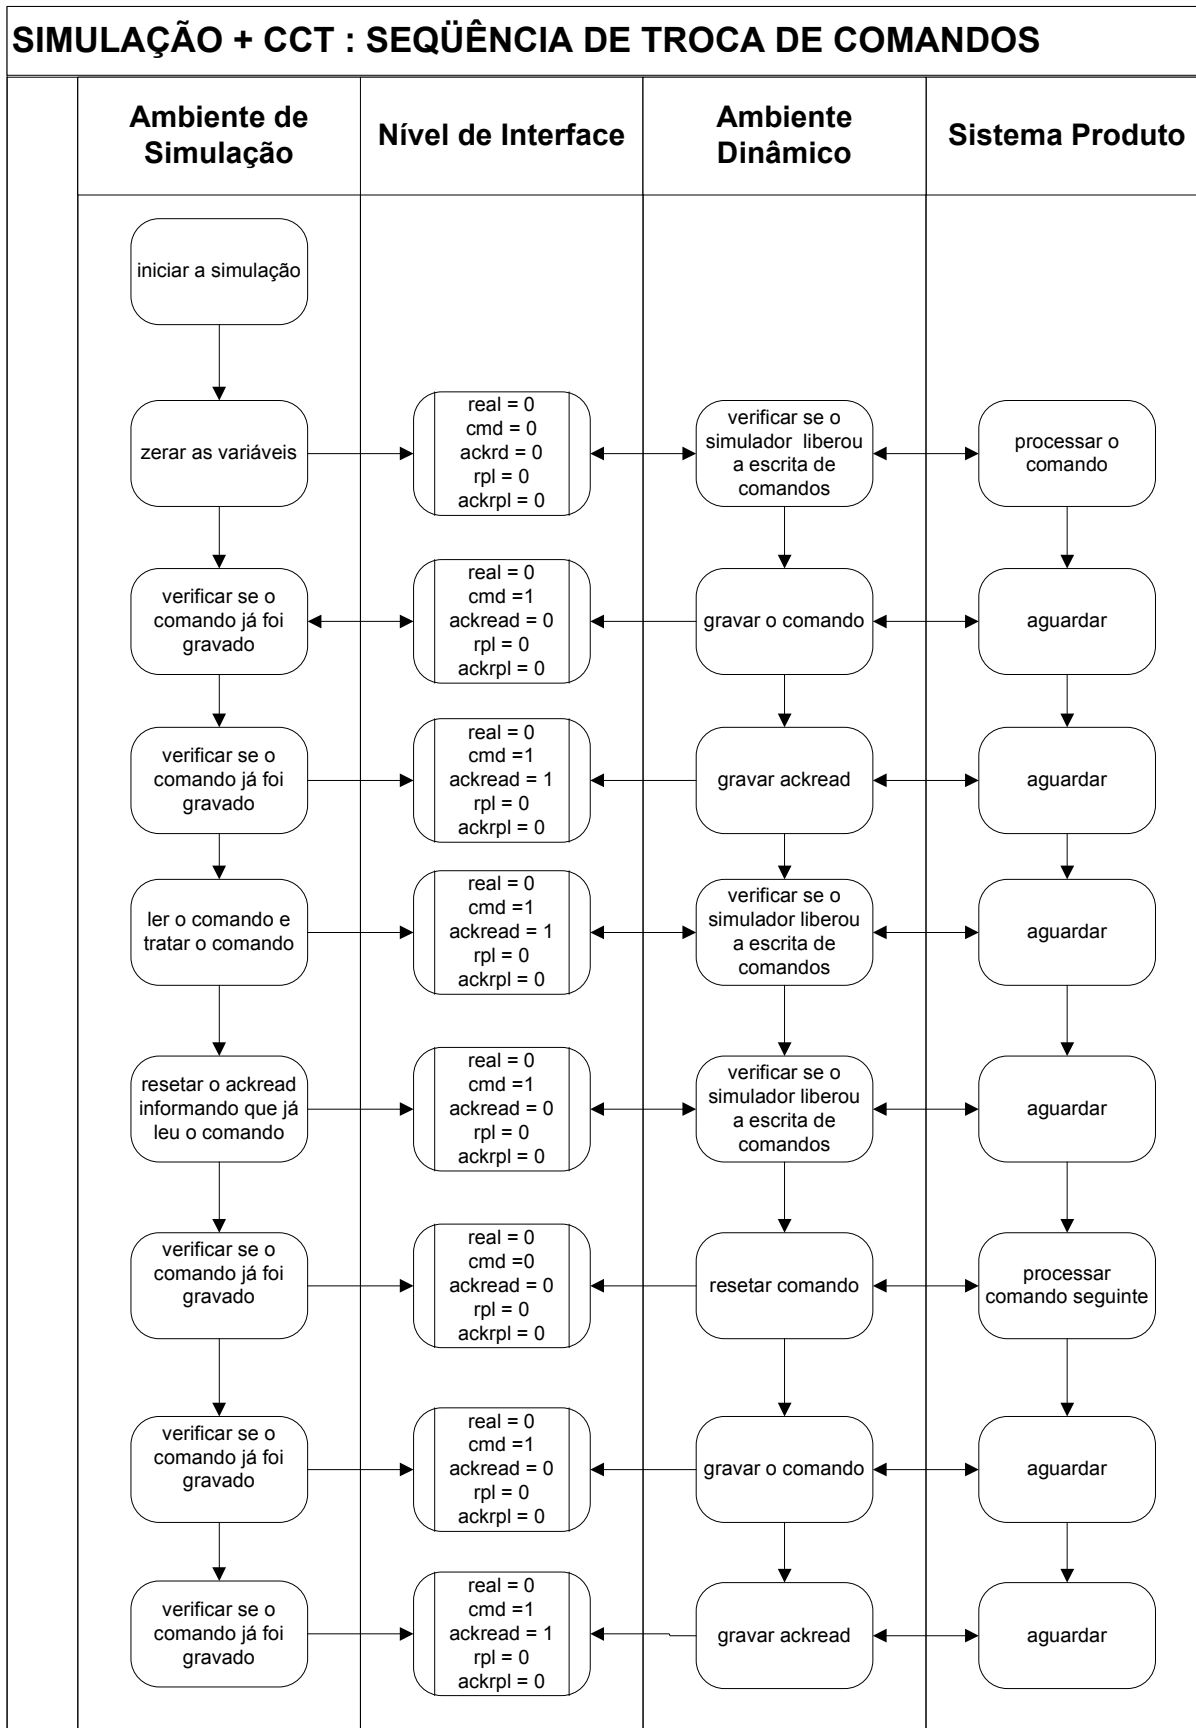 SIMULAÇÃO + CCT : SEQÜÊNCIA DE TROCA DE COMANDOS
Ambiente de
Simulação
Nível de Interface
Ambiente
Dinâmico
Sistema Produto
iniciar a simulação
zerar as variáveis
real = 0
cmd = 0
ackrd = 0
rpl = 0
ackrpl = 0
verificar se o
simulador liberou
a escrita de
comandos
processar o
comando
verificar se o
comando já foi
gravado
real = 0
cmd =1
ackread = 0
rpl = 0
ackrpl = 0
gravar o comando
aguardar
verificar se o
comando já foi
gravado
real = 0
cmd =1
ackread = 1
rpl = 0
ackrpl = 0
gravar ackread
aguardar
ler o comando e
tratar o comando
real = 0
cmd =1
ackread = 1
rpl = 0
ackrpl = 0
verificar se o
simulador liberou
a escrita de
comandos
aguardar
resetar o ackread
informando que já
leu o comando
real = 0
cmd =1
ackread = 0
rpl = 0
ackrpl = 0
verificar se o
simulador liberou
a escrita de
comandos
aguardar
verificar se o
comando já foi
gravado
real = 0
cmd =0
ackread = 0
rpl = 0
ackrpl = 0
resetar comando
processar
comando seguinte
verificar se o
comando já foi
gravado
real = 0
cmd =1
ackread = 0
rpl = 0
ackrpl = 0
gravar o comando
aguardar
verificar se o
comando já foi
gravado
real = 0
cmd =1
ackread = 1
rpl = 0
ackrpl = 0
gravar ackread
aguardar